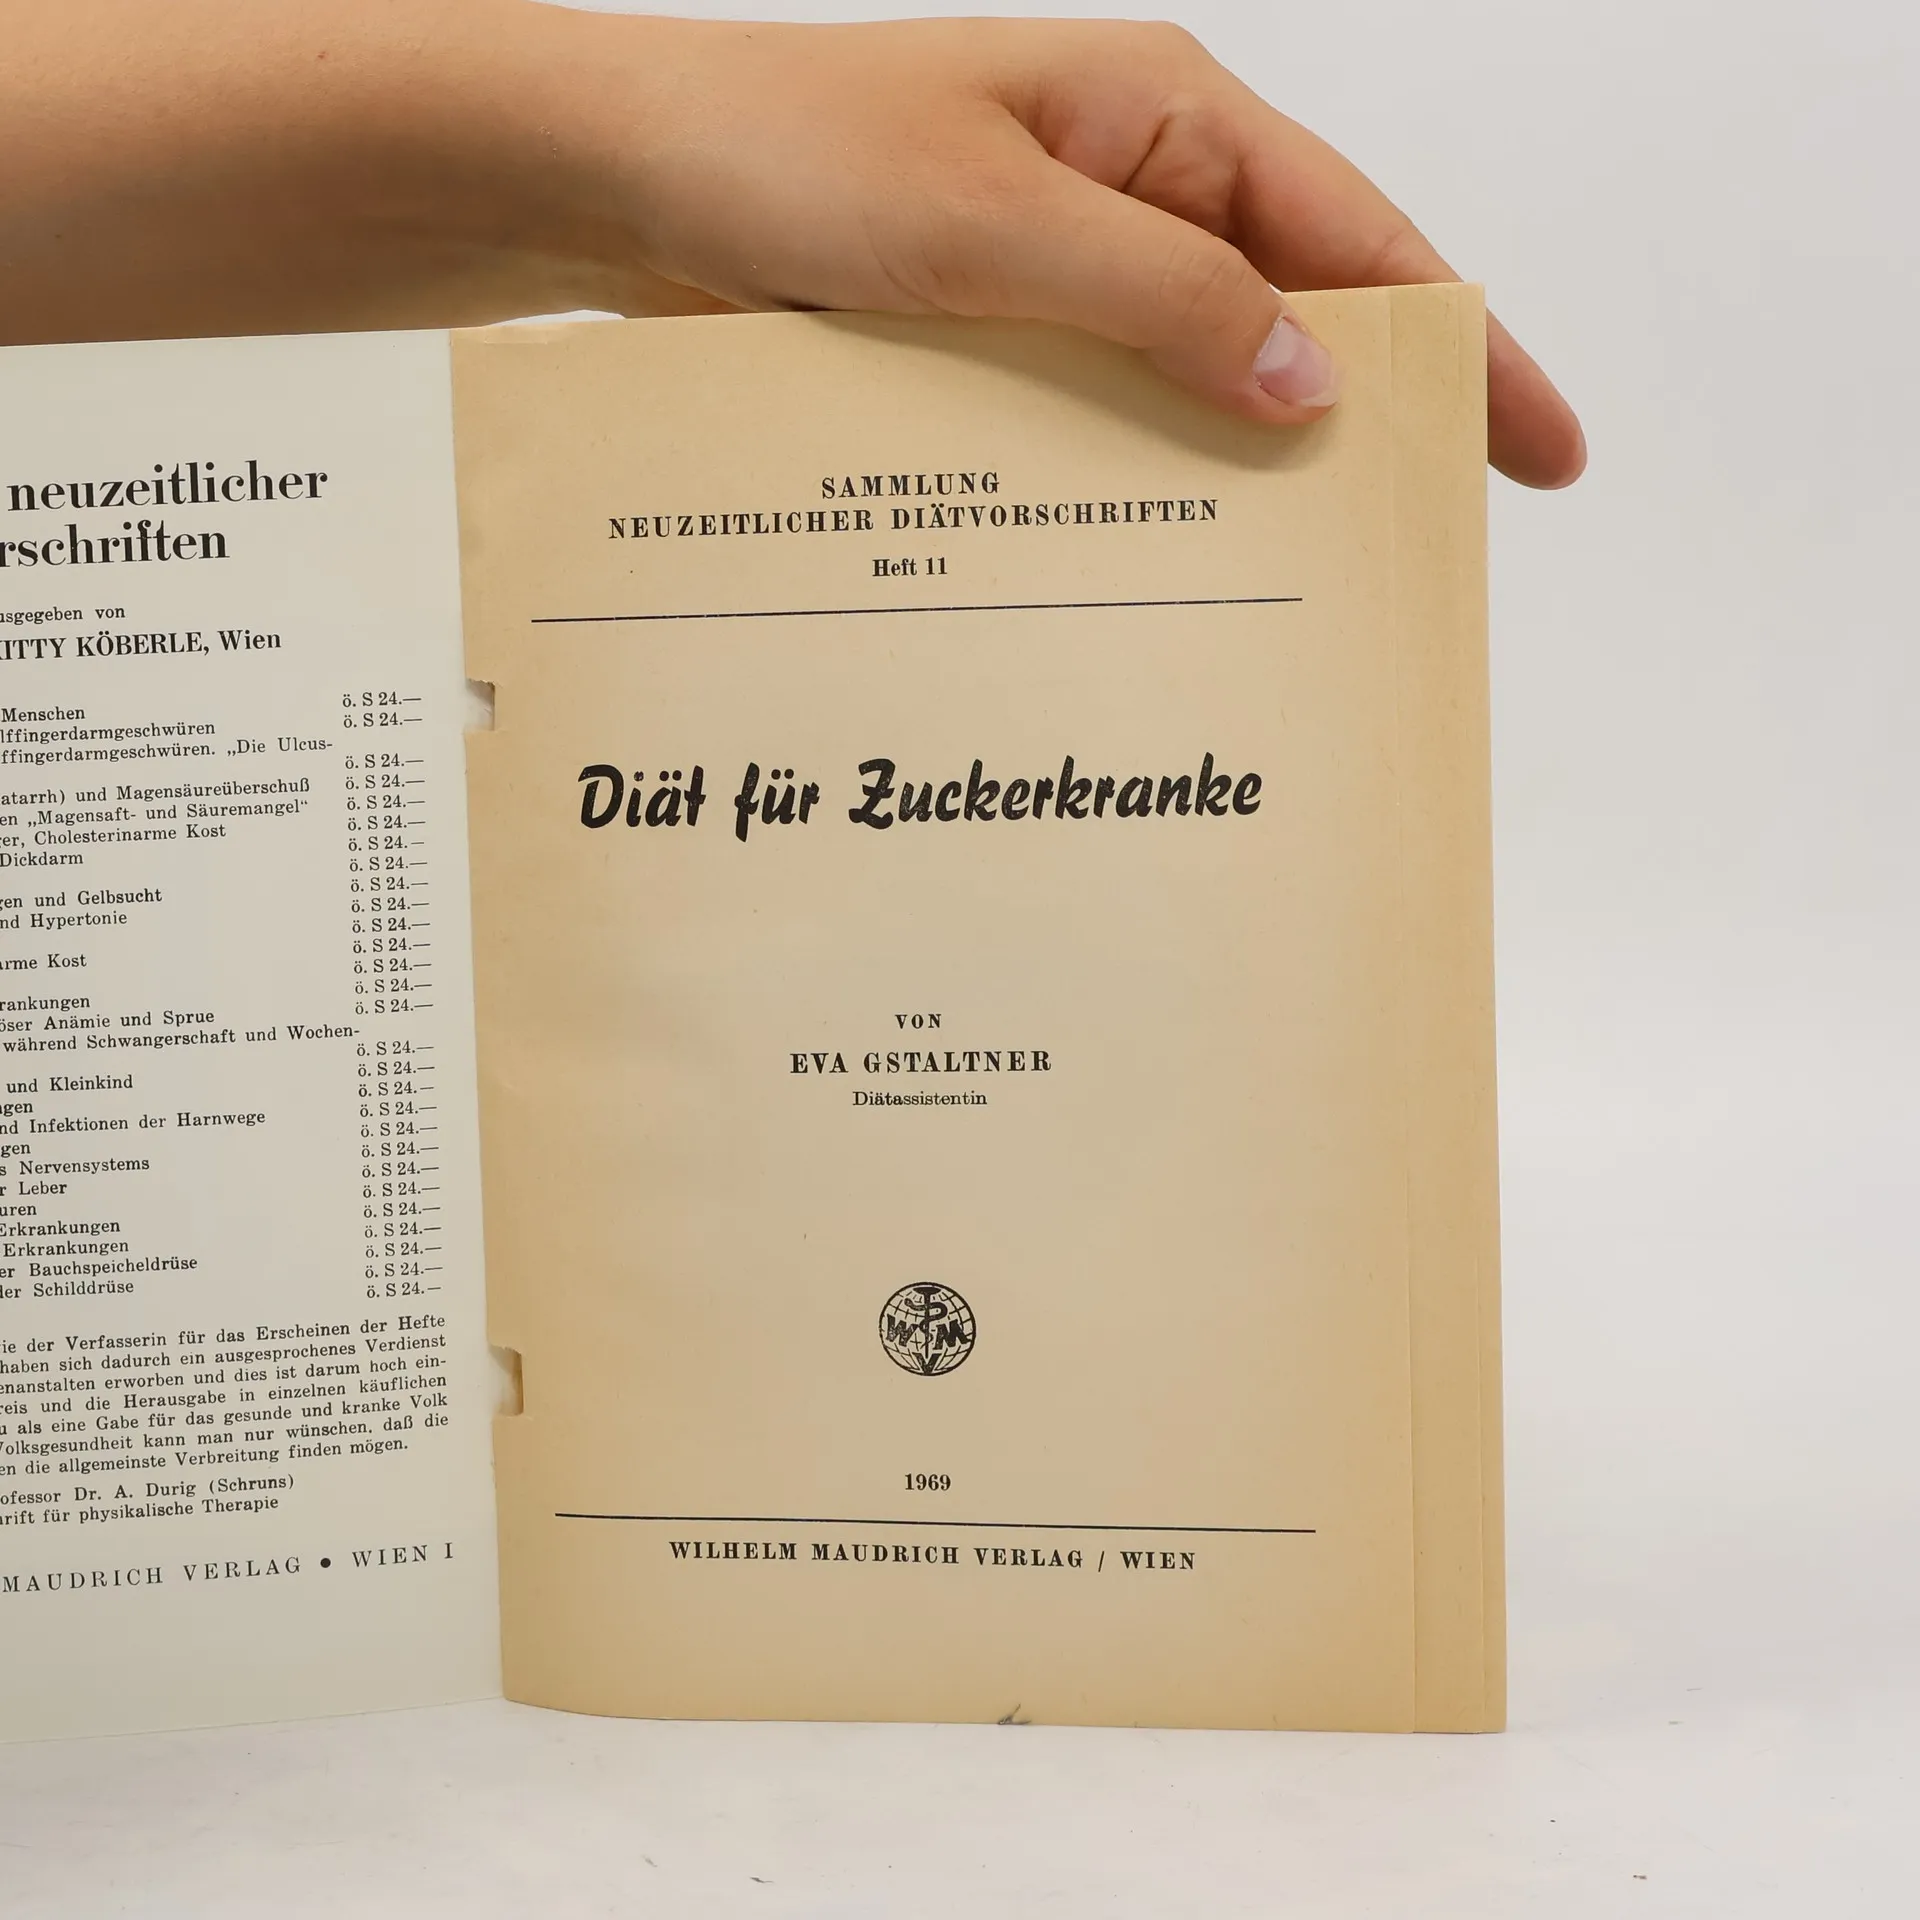 neuzeitlicher
rschriften
usgegeben von
KITTY KÖBERLE, Wien
Menschen ö. S 24.—
lffingerdarmgeschwüren ö. S 24.—
ffingerdarmgeschwüren. „Die Ulcus-
ö. S 24.—
atarrh) und Magensäureüberschuß ö. S 24.—
en „Magensaft- und Säuremangel“ ö. S 24.—
er, Cholesterinarme Kost ö. S 24.—
Dickdarm ö. S 24.—
ö. S 24.—
gen und Gelbsucht ö. S 24.—
nd Hypertonie ö. S 24.—
ö. S 24.—
arme Kost ö. S 24.—
ö. S 24.—
rankungen ö. S 24.—
öser Anämie und Sprue ö. S 24.—
während Schwangerschaft und Wochen-
ö. S 24.—
und Kleinkind ö. S 24.—
ngen ö. S 24.—
nd Infektionen der Harnwege ö. S 24.—
gen ö. S 24.—
s Nervensystems ö. S 24.—
r Leber ö. S 24.—
uren ö. S 24.—
Erkrankungen ö. S 24.—
Erkrankungen ö. S 24.—
er Bauchspeicheldrüse ö. S 24.—
der Schilddrüse ö. S 24.—
ie der Verfasserin für das Erscheinen der Hefte
haben sich dadurch ein ausgesprochenes Verdienst
enanstalten erworben und dies ist darum hoch ein-
reis und die Herausgabe in einzelnen käuflichen
u als eine Gabe für das gesunde und kranke Volk
Volksgesundheit kann man nur wünschen, daß die
en die allgemeinste Verbreitung finden mögen.
ofessor Dr. A. Durig (Schruns)
hrift für physikalische Therapie
MAUDRICH VERLAG • WIEN I
SAMMLUNG
NEUZEITLICHER DIÄTVORSCHRIFTEN
Heft 11
Diät für Zuckerkranke
VON
EVA GSTALTNER
Diätassistentin
WMV
1969
WILHELM MAUDRICH VERLAG / WIEN